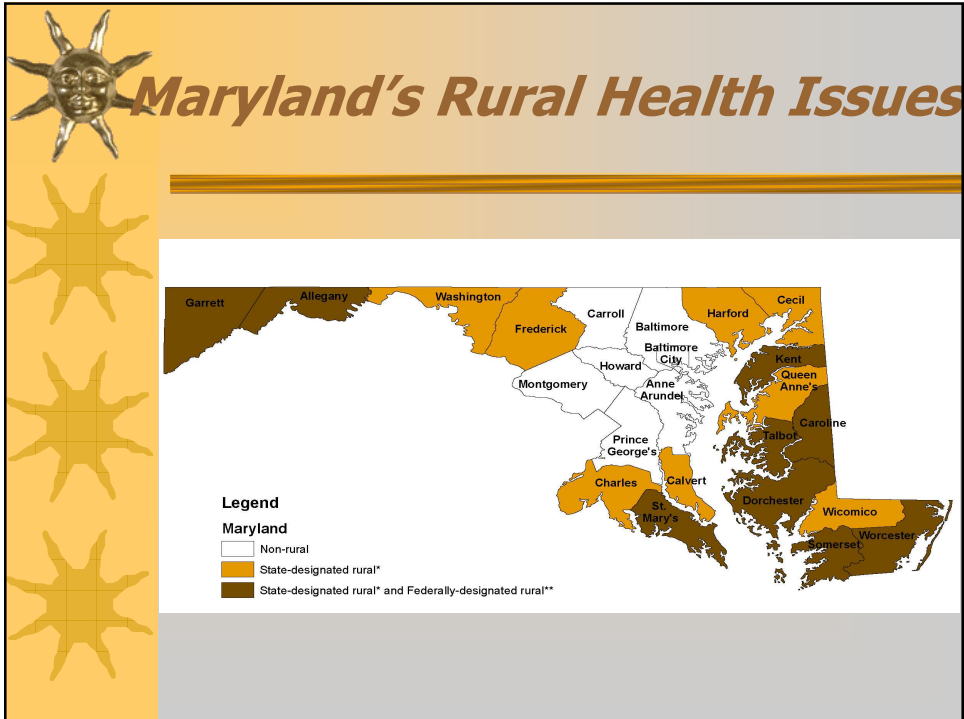 Maryland's Rural Health Issues
Garrett
Allegany
Washington
Frederick
Carroll
Baltimore
Baltimore
City
Harford
Cecil
Howard
Montgomery
Anne
Arundel
Kent
Queen
Anne's
Caroline
Talbot
Prince
George's
Charles
Calvert
St.
Mary's
Dorchester
Wicomico
Somerset
Worcester
Legend
Maryland
Non-rural
State-designated rural*
State-designated rural* and Federally-designated rural**